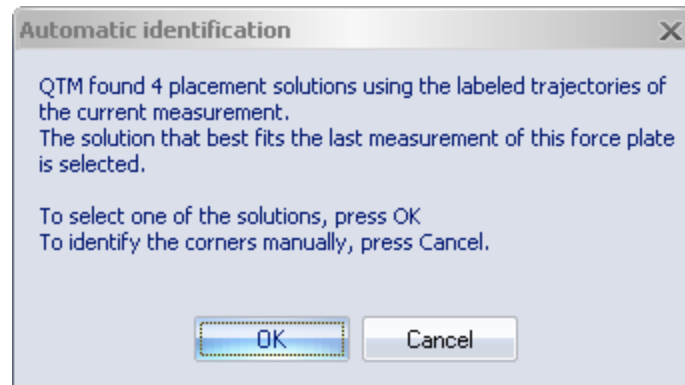 Automatic identification
QTM found 4 placement solutions using the labeled trajectories of
the current measurement.
The solution that best fits the last measurement of this force plate
is selected.
To select one of the solutions, press OK
To identify the corners manually, press Cancel.
OK
Cancel